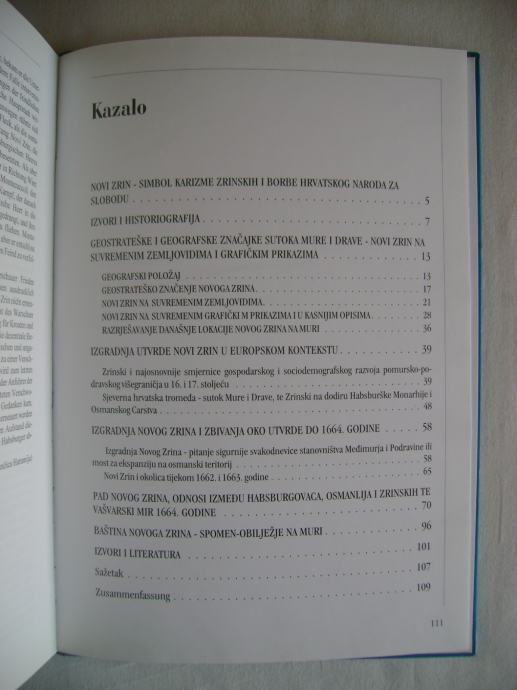 Kazalo
NOVI ZRIN - SIMBOL KARIZME ZRINSKIH I BORBE HRVATSKOG NARODA ZA
SLOBODU 5
IZVORI I HISTORIOGRAFIJA 7
GEOSTRATEŠKE I GEOGRAFSKE ZNAČAJKE SUTOKA MURE I DRAVE - NOVI ZRIN NA
SUVREMENIM ZEMLJOVIDIMA I GRAFIČKIM PRIKAZIMA 13
GEOGRAFSKI POLOŽAJ 13
GEOSTRATEŠKO ZNAČENJE NOVOGA ZRINA 17
NOVI ZRIN NA SUVREMENIM ZEMLJOVIDIMA. 21
NOVI ZRIN NA SUVREMENIM GRAFIČKI M PRIKAZIMA I U KASNIJIM OPISIMA 28
RAZRJEŠAVANJE DANAŠNJE LOKACIJE NOVOG ZRINA NA MURI 36
IZGRADNJA UTVRDE NOVI ZRIN U EUROPSKOM KONTEKSTU 39
Zrinski i najosnovnije smjernice gospodarskog i sociodemografskog razvoja pomursko-po-
dravskog višegraničja u 16. i 17. stoljeću 39
Sjeverna hrvatska tromeđa - sutok Mure i Drave, te Zrinski na dodiru Habsburške Monarhije i
Osmanskog Carstva 48
IZGRADNJA NOVOG ZRINA I ZBIVANJA OKO UTVRDE DO 1664. GODINE 58
Izgradnja Novog Zrina - pitanje sigurnije svakodnevice stanovništva Međimurja i Podravine ili
most za ekspanziju na osmanski teritorij 58
Novi Zrin i okolica tijekom 1662. i 1663. godine 65
PAD NOVOG ZRINA, ODNOSI IZMEĐU HABSBURGOVACA, OSMANLIJA I ZRINSKIH TE
VAŠVARSKI MIR 1664. GODINE 70
BAŠTINA NOVOGA ZRINA - SPOMEN-OBILJEŽJE NA MURI 96
IZVORI I LITERATURA 101
Sažetak 107
Zusammenfassung 109
111